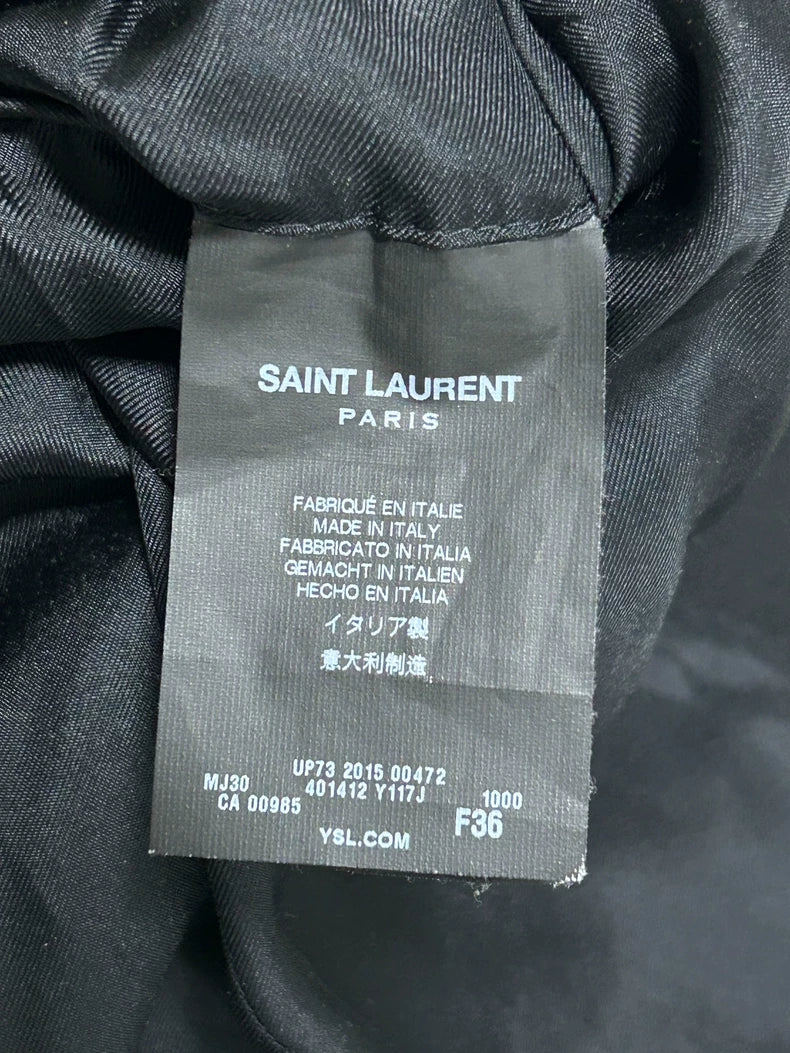 SAINT LAURENT
PARIS
FABRIQUÉ EN ITALIE
MADE IN ITALY
FABBRICATO IN ITALIA
GEMACHT IN ITALIEN
HECHO EN ITALIA
イタリア製
意大利制造
UP73 2015 00472
MJ30 401412 Y117J 1000
CA 00985 F36
YSL.COM